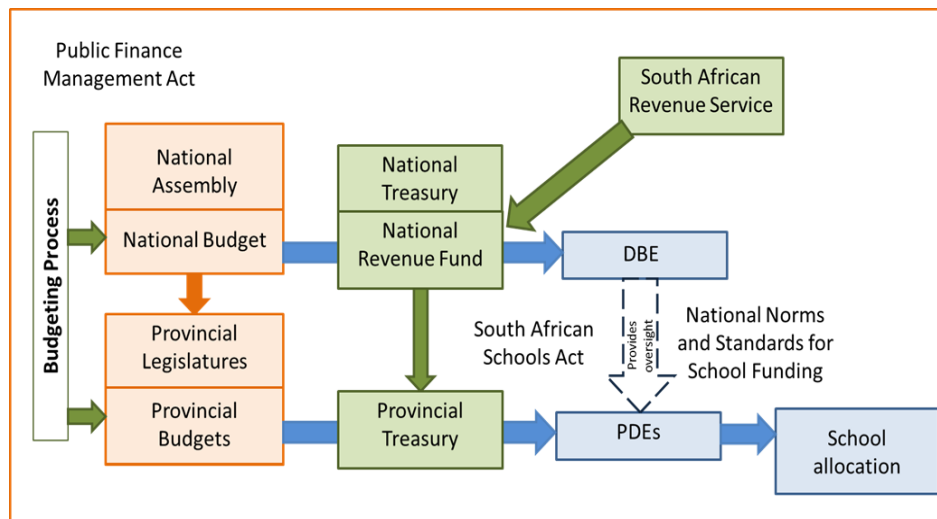 Public Finance
Management Act
South African
Revenue Service
Budgeting Process
National
Assembly
National Budget
National
Treasury
National
Revenue Fund
DBE
Provincial
Legislatures
Provincial
Budgets
South African
Schools Act
Provides
oversight
National Norms
and Standards for
School Funding
Provincial
Treasury
PDEs
School
allocation